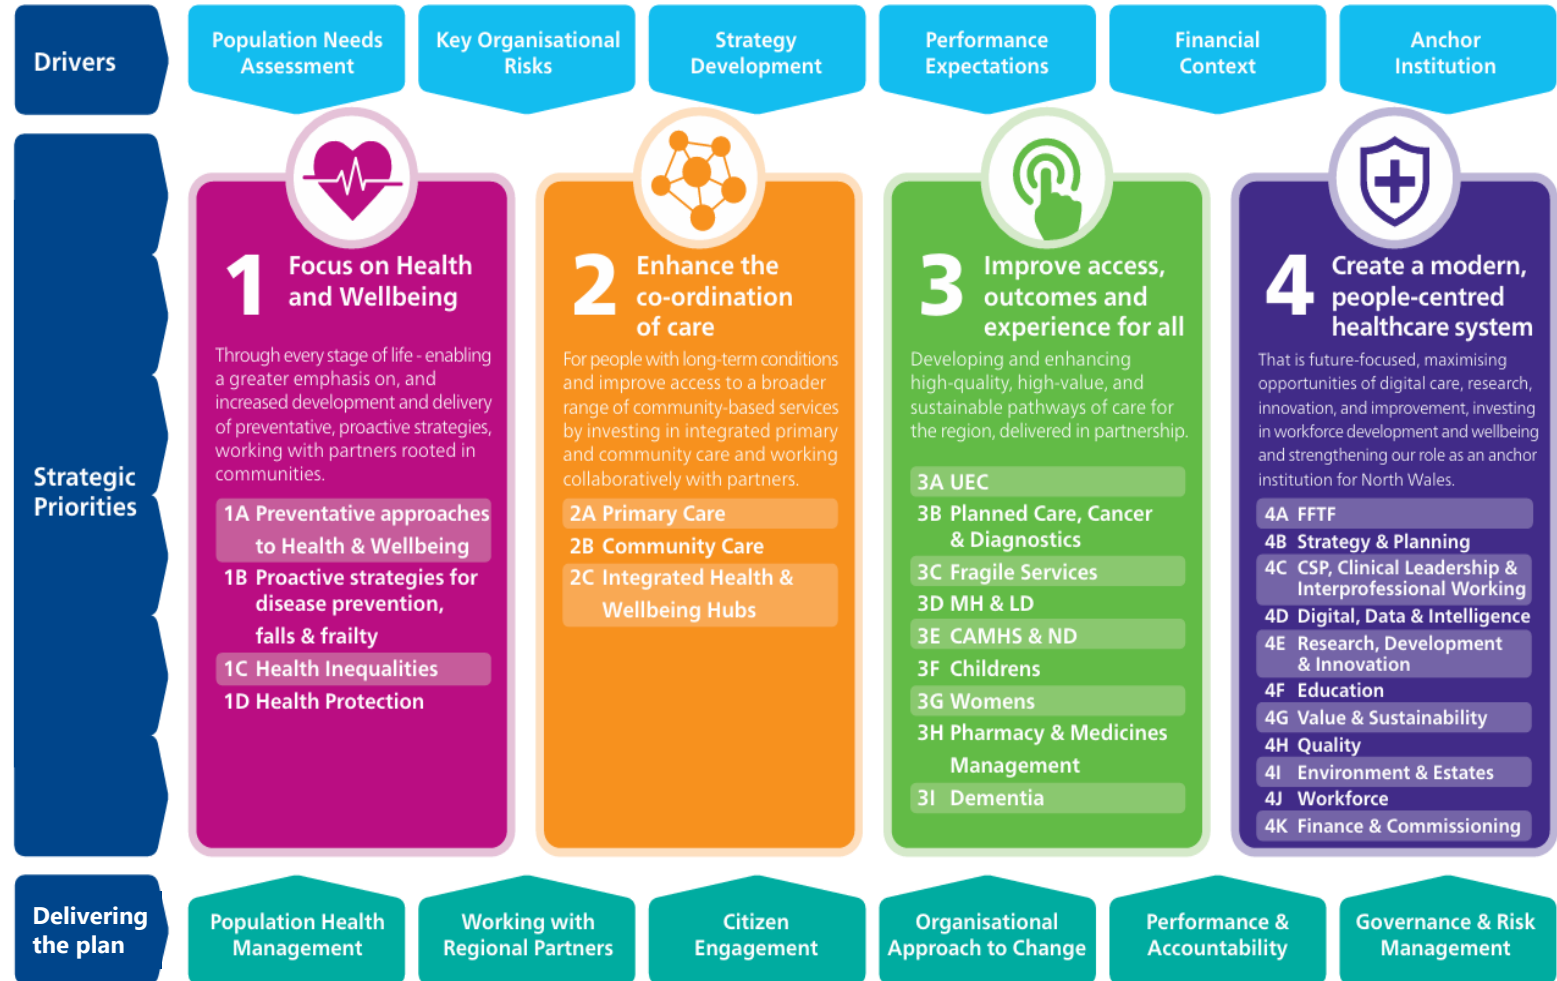 Drivers
Population Needs
Assessment
Key Organisational
Risks
Strategy
Development
Performance
Expectations
Financial
Context
Anchor
Institution
Strategic
Priorities
1
Focus on Health
and Wellbeing
Through every stage of life - enabling
a greater emphasis on, and
increased development and delivery
of preventative, proactive strategies,
working with partners rooted in
communities.
1A Preventative approaches
to Health & Wellbeing
1B Proactive strategies for
disease prevention,
falls & frailty
1C Health Inequalities
1D Health Protection
2
Enhance the
co-ordination
of care
For people with long-term conditions
and improve access to a broader
range of community-based services
by investing in integrated primary
and community care and working
collaboratively with partners.
2A Primary Care
2B Community Care
2C Integrated Health &
Wellbeing Hubs
3
Improve access,
outcomes and
experience for all
Developing and enhancing
high-quality, high-value, and
sustainable pathways of care for
the region, delivered in partnership.
3A UEC
3B Planned Care, Cancer
& Diagnostics
3C Fragile Services
3D MH & LD
3E CAMHS & ND
3F Childrens
3G Womens
3H Pharmacy & Medicines
Management
3I Dementia
4
Create a modern,
people-centred
healthcare system
That is future-focused, maximising
opportunities of digital care, research,
innovation, and improvement, investing
in workforce development and wellbeing
and strengthening our role as an anchor
institution for North Wales.
4A FFTF
4B Strategy & Planning
4C CSP, Clinical Leadership &
Interprofessional Working
4D Digital, Data & Intelligence
4E Research, Development
& Innovation
4F Education
4G Value & Sustainability
4H Quality
4I Environment & Estates
4J Workforce
4K Finance & Commissioning
Delivering
the plan
Population Health
Management
Working with
Regional Partners
Citizen
Engagement
Organisational
Approach to Change
Performance &
Accountability
Governance & Risk
Management